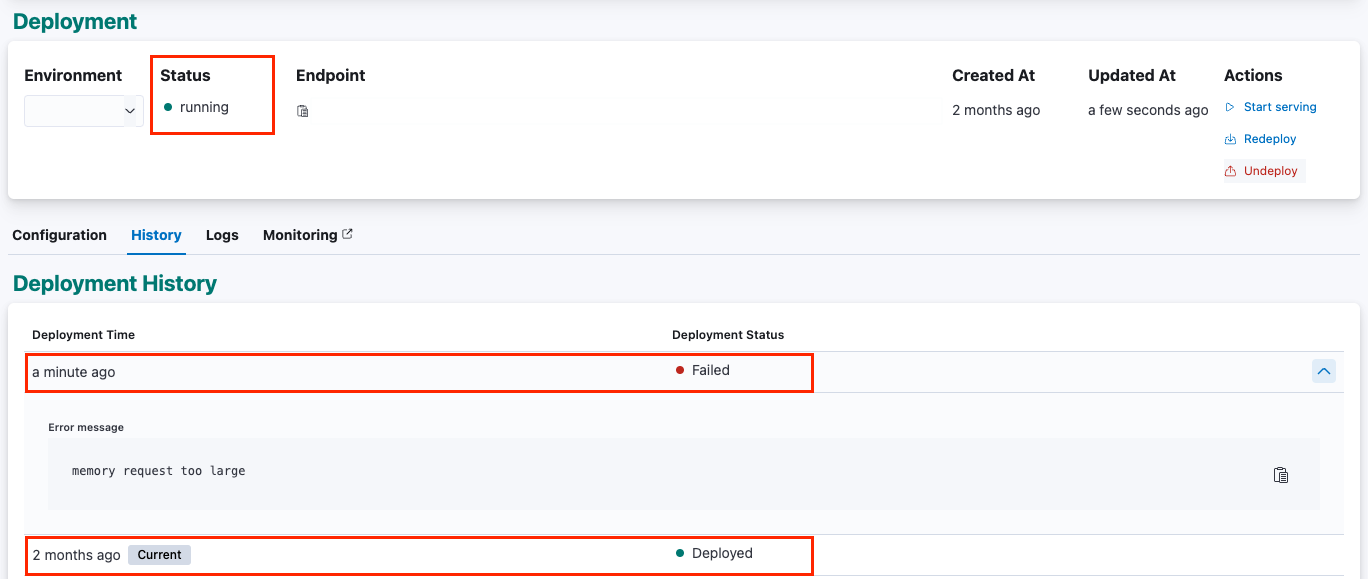 Deployment
Environment Status Endpoint Created At Updated At Actions
running 2 months ago a few seconds ago Start serving
Redeploy
Undeploy
Configuration History Logs Monitoring
Deployment History
Deployment Time Deployment Status
a minute ago Failed
Error message
memory request too large
2 months ago Current Deployed